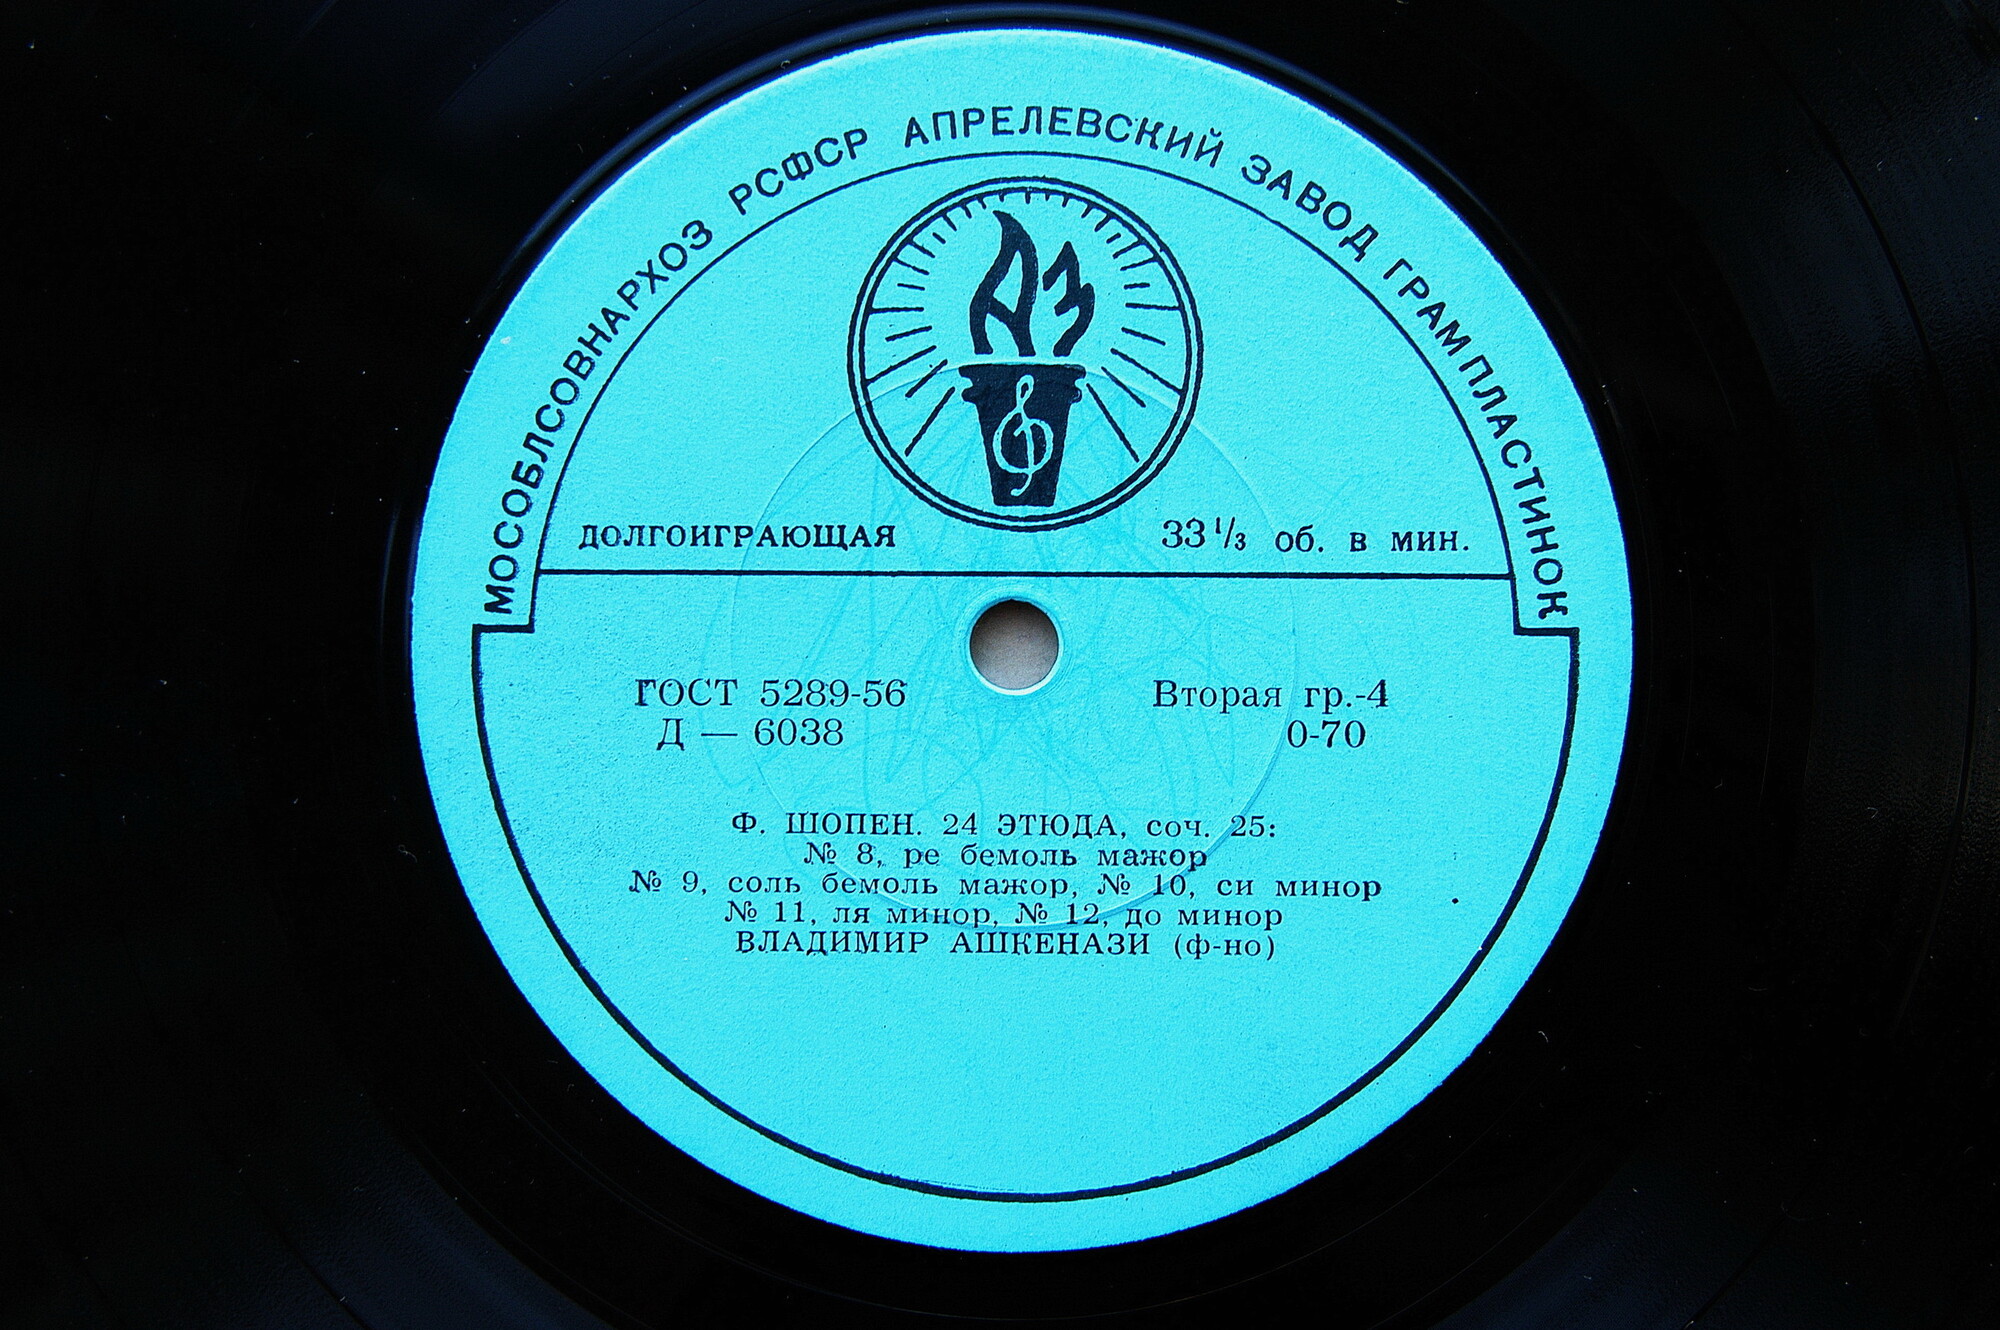 МОСОБЛСОВНАРХОЗ РСФСР АПРЕЛЕВСКИЙ ЗАВОД ГРАМПЛАСТИНОК
АЗ
ДОЛГОИГРАЮЩАЯ 33 1/3 об. в мин.
ГОСТ 5289-56 Вторая гр.-4
Д — 6038 0-70
Ф. ШОПЕН. 24 ЭТЮДА, соч. 25:
№ 8, ре бемоль мажор
№ 9, соль бемоль мажор, № 10, си минор
№ 11, ля минор, № 12, до минор
ВЛАДИМИР АШКЕНАЗИ (ф-но)